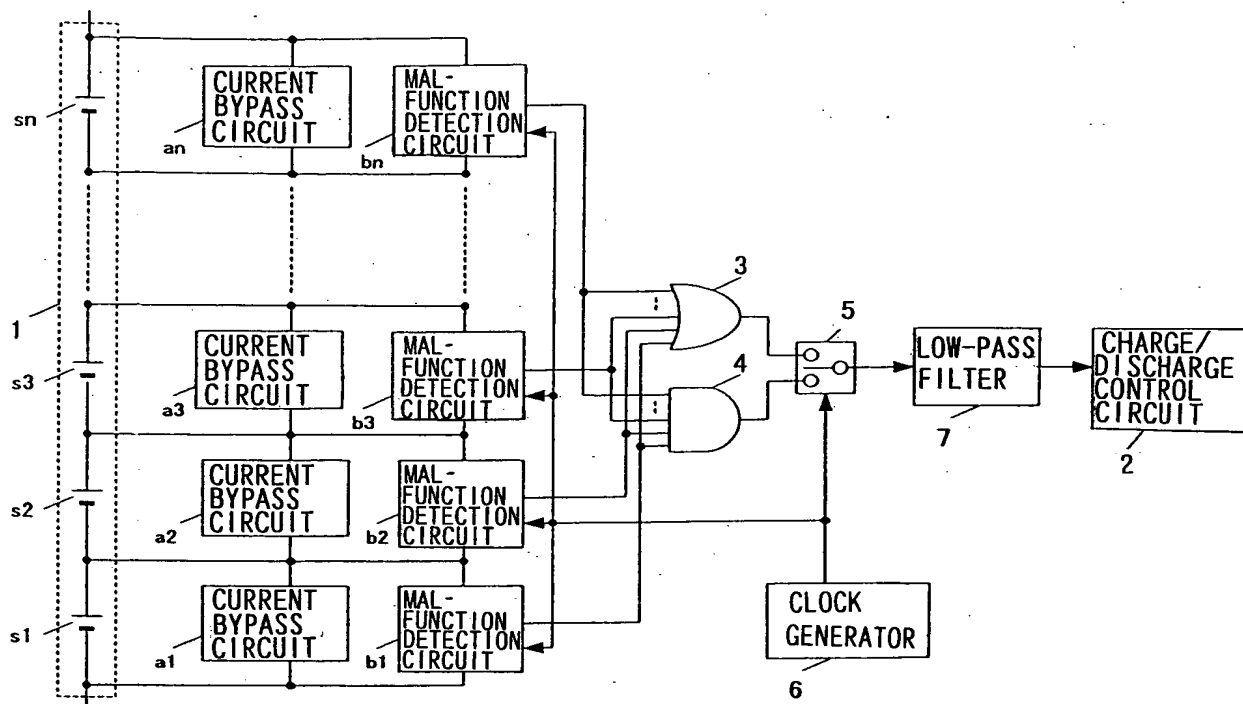 CURRENT
BYPASS
CIRCUIT
an
MAL-
FUNCTION
DETECTION
CIRCUIT
bn
sn
1
CURRENT
BYPASS
CIRCUIT
a3
MAL-
FUNCTION
DETECTION
CIRCUIT
b3
s3
3
4
5
LOW-PASS
FILTER
7
CHARGE/
DISCHARGE
CONTROL
CIRCUIT
2
s2
CURRENT
BYPASS
CIRCUIT
a2
MAL-
FUNCTION
DETECTION
CIRCUIT
b2
s1
CURRENT
BYPASS
CIRCUIT
a1
MAL-
FUNCTION
DETECTION
CIRCUIT
b1
CLOCK
GENERATOR
6